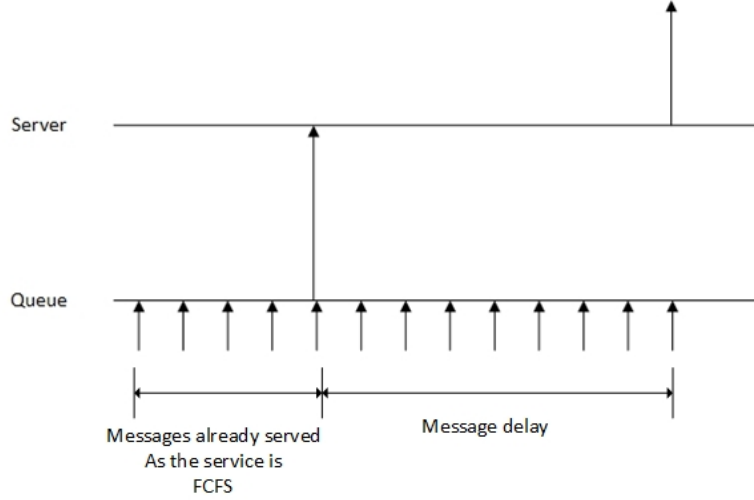 Server
Queue
Messages already served
As the service is
FCFS
Message delay